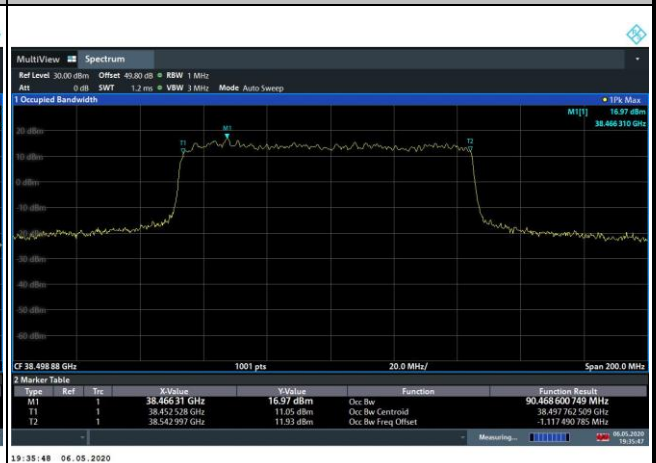 MultiView Spectrum
Ref Level 30.00 dBm Offset 49.80 dB RBW 1 MHz
Att 0 dB SWT 1.2 ms VBW 3 MHz Mode Auto Sweep
1 Occupied Bandwidth 1Pk Max
M1[1] 16.97 dBm
38.466 310 GHz
20 dBm
M1
T1
T2
10 dBm
0 dBm
-10 dBm
-20 dBm
-30 dBm
-40 dBm
-50 dBm
-60 dBm
CF 38.498 88 GHz 1001 pts 20.0 MHz/ Span 200.0 MHz
2 Marker Table
Type Ref Trc X-Value Y-Value Function Function Result
M1 1 38.466 31 GHz 16.97 dBm Occ Bw 90.468 600 749 MHz
T1 1 38.452 528 GHz 11.05 dBm Occ Bw Centroid 38.497 762 509 GHz
T2 1 38.542 997 GHz 11.93 dBm Occ Bw Freq Offset -1.117 490 785 MHz
Measuring... 06.05.2020
19:35:47
19:35:48 06.05.2020